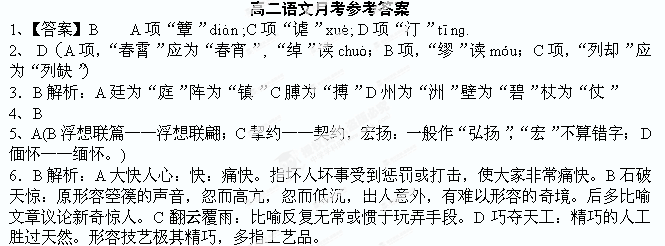 高二语文月考参考答案
1、【答案】B A项“簟”diàn ;C项“谑”xuè; D项“汀”tīng.
2、 D（A项，“春霄”应为“春宵”，“绰”读chuò；B项，“缪”读móu；C项，“列却”应
为“列缺”）
3、B解析：A廷为“庭”阵为“镇”C膊为“搏”D州为“洲”壁为“碧”杖为“仗”
4、B
5、A(B浮想联篇——浮想联翩；C挈约——契约，宏扬：一般作“弘扬”，“宏”不算错字；D
偭怀——缅怀。)
6、B解析：A大快人心：快：痛快。指坏人坏事受到惩罚或打击，使大家非常痛快。B石破
天惊：原形容箜篌的声音，忽而高亢，忽而低沉，出人意外，有难以形容的奇境。后多比喻
文章议论新奇惊人。C翻云覆雨：比喻反复无常或惯于玩弄手段。D巧夺天工：精巧的人工
胜过天然。形容技艺极其精巧，多指工艺品。